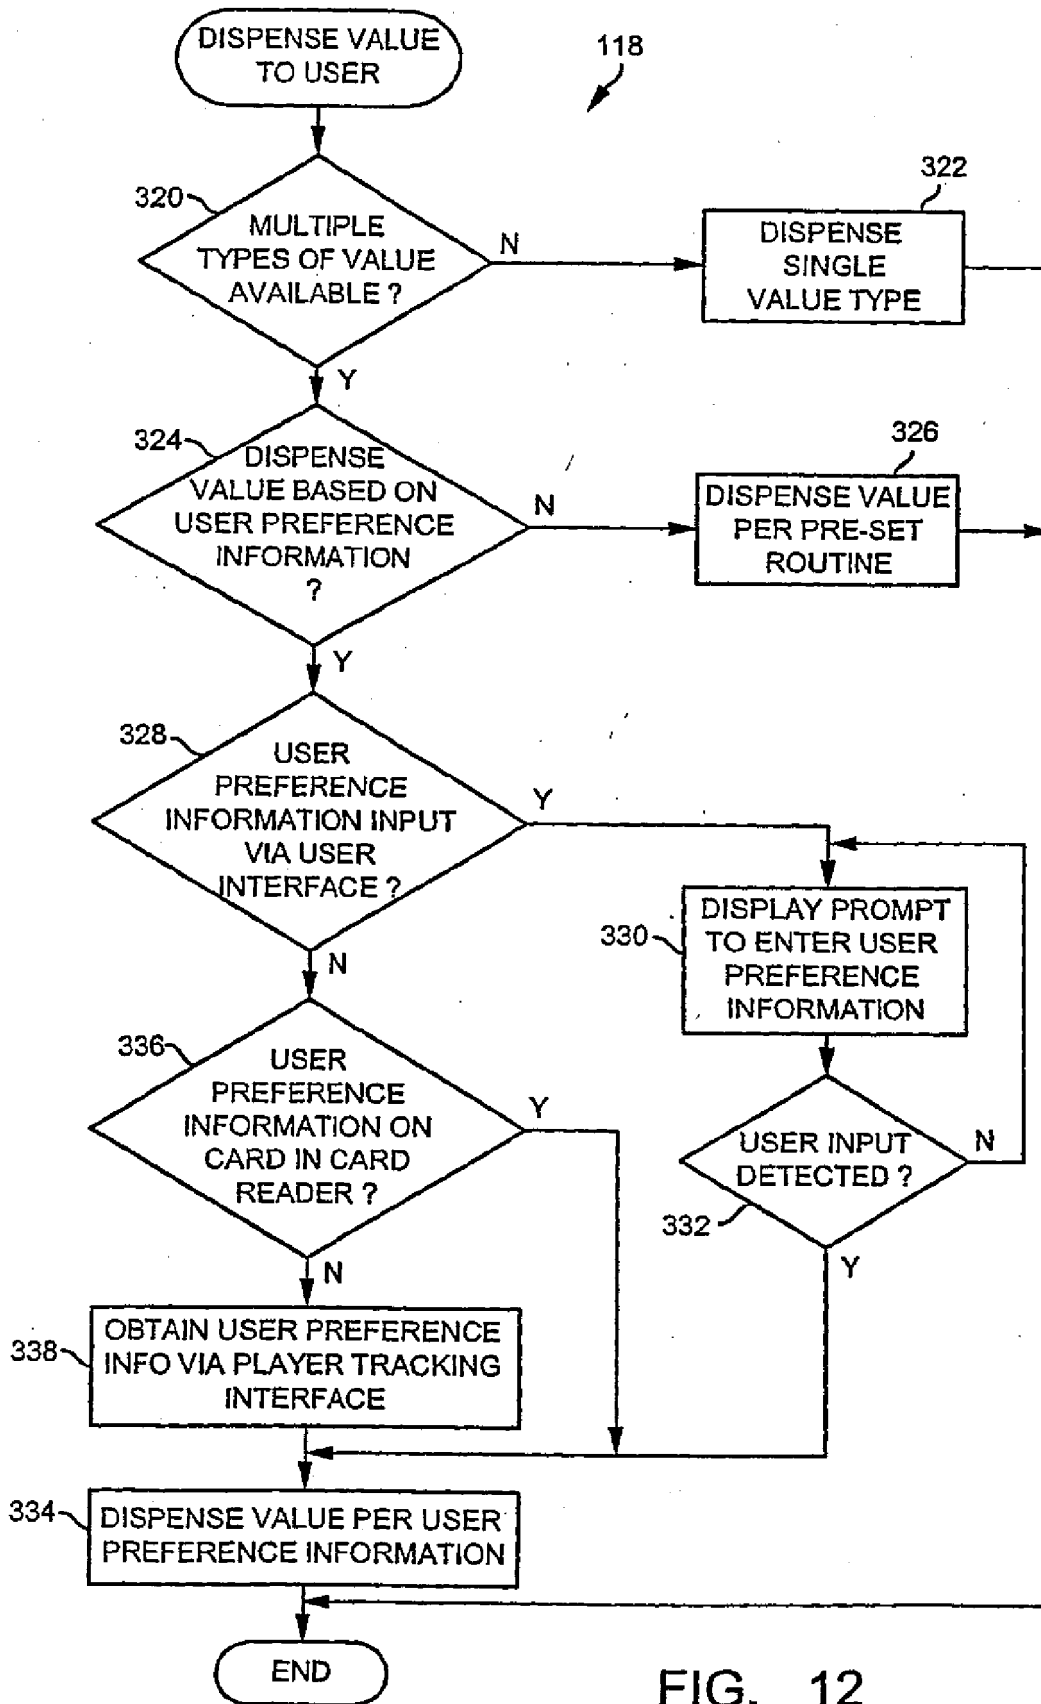 DISPENSE VALUE
TO USER
118
320
MULTIPLE
TYPES OF VALUE
AVAILABLE ?
N
322
DISPENSE
SINGLE
VALUE TYPE
Y
324
DISPENSE
VALUE BASED ON
USER PREFERENCE
INFORMATION
?
N
326
DISPENSE VALUE
PER PRE-SET
ROUTINE
Y
328
USER
PREFERENCE
INFORMATION INPUT
VIA USER
INTERFACE ?
Y
330
DISPLAY PROMPT
TO ENTER USER
PREFERENCE
INFORMATION
N
336
USER
PREFERENCE
INFORMATION ON
CARD IN CARD
READER ?
Y
USER INPUT
DETECTED ?
N
332
Y
N
338
OBTAIN USER PREFERENCE
INFO VIA PLAYER TRACKING
INTERFACE
334
DISPENSE VALUE PER USER
PREFERENCE INFORMATION
END
FIG. 12